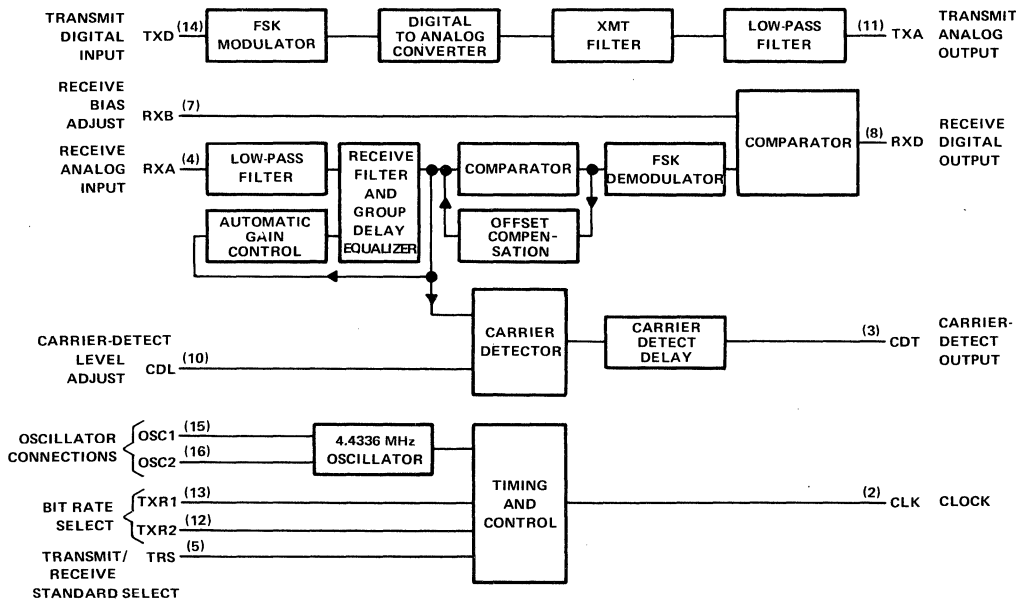 TRANSMIT
DIGITAL
INPUT
TXD
(14)
FSK
MODULATOR
DIGITAL
TO ANALOG
CONVERTER
XMT
FILTER
LOW-PASS
FILTER
(11)
TXA
TRANSMIT
ANALOG
OUTPUT
RECEIVE
BIAS
ADJUST
RXB
(7)
COMPARATOR
(8)
RXD
RECEIVE
DIGITAL
OUTPUT
RECEIVE
ANALOG
INPUT
RXA
(4)
LOW-PASS
FILTER
RECEIVE
FILTER
AND
GROUP
DELAY
EQUALIZER
COMPARATOR
FSK
DEMODULATOR
AUTOMATIC
GAIN
CONTROL
OFFSET
COMPEN-
SATION
CARRIER
DETECTOR
CARRIER
DETECT
DELAY
(3)
CDT
CARRIER-
DETECT
OUTPUT
CARRIER-DETECT
LEVEL
ADJUST
CDL
(10)
OSCILLATOR
CONNECTIONS
OSC1
(15)
OSC2
(16)
4.4336 MHz
OSCILLATOR
TIMING
AND
CONTROL
(2)
CLK
CLOCK
BIT RATE
SELECT
TXR1
(13)
TXR2
(12)
TRANSMIT/
RECEIVE
STANDARD SELECT
TRS
(5)